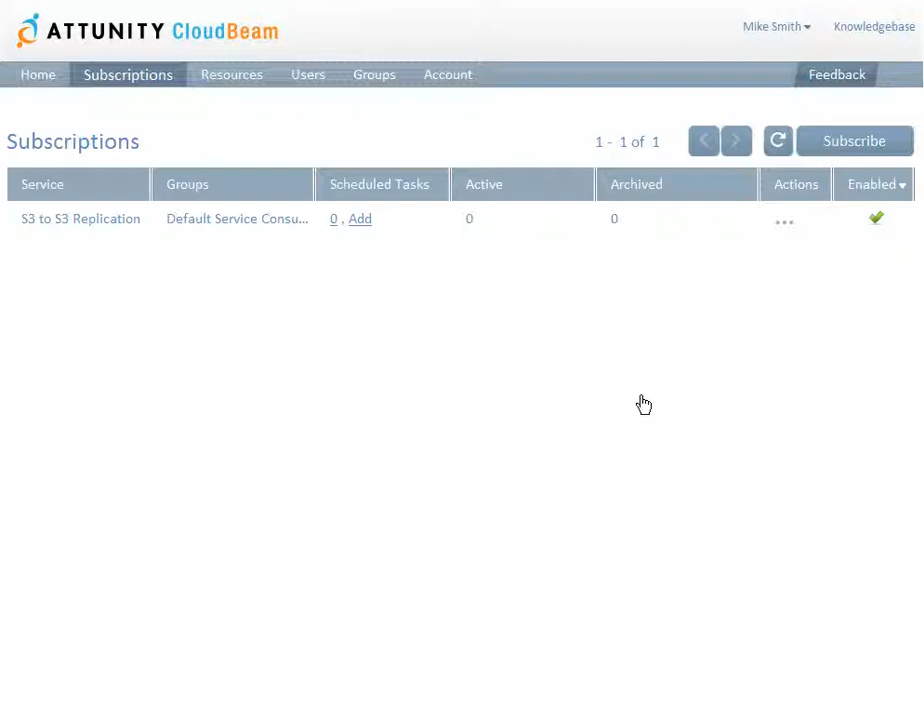 ATTUNITY CloudBeam
Mike Smith Knowledgebase
Home Subscriptions Resources Users Groups Account Feedback
Subscriptions 1 - 1 of 1 Subscribe
Service Groups Scheduled Tasks Active Archived Actions Enabled
S3 to S3 Replication Default Service Consu... 0 , Add 0 0 ...